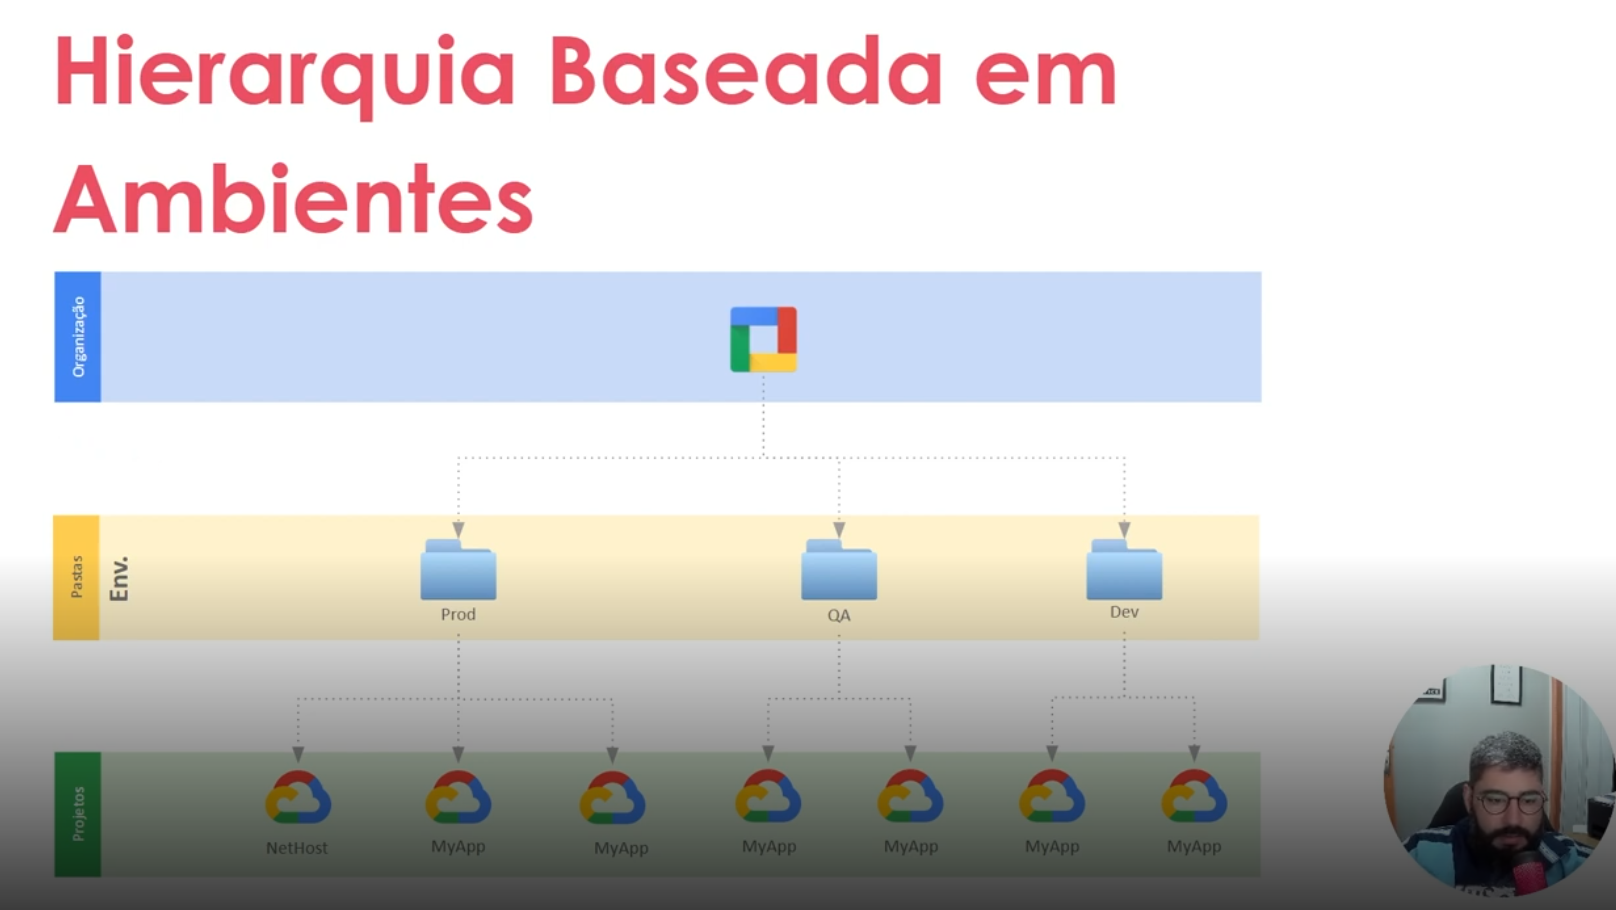 Hierarquia Baseada em
Ambientes
Organização
Pastas
Env.
Prod
QA
Dev
Projetos
NetHost
MyApp
MyApp
MyApp
MyApp
MyApp
MyApp